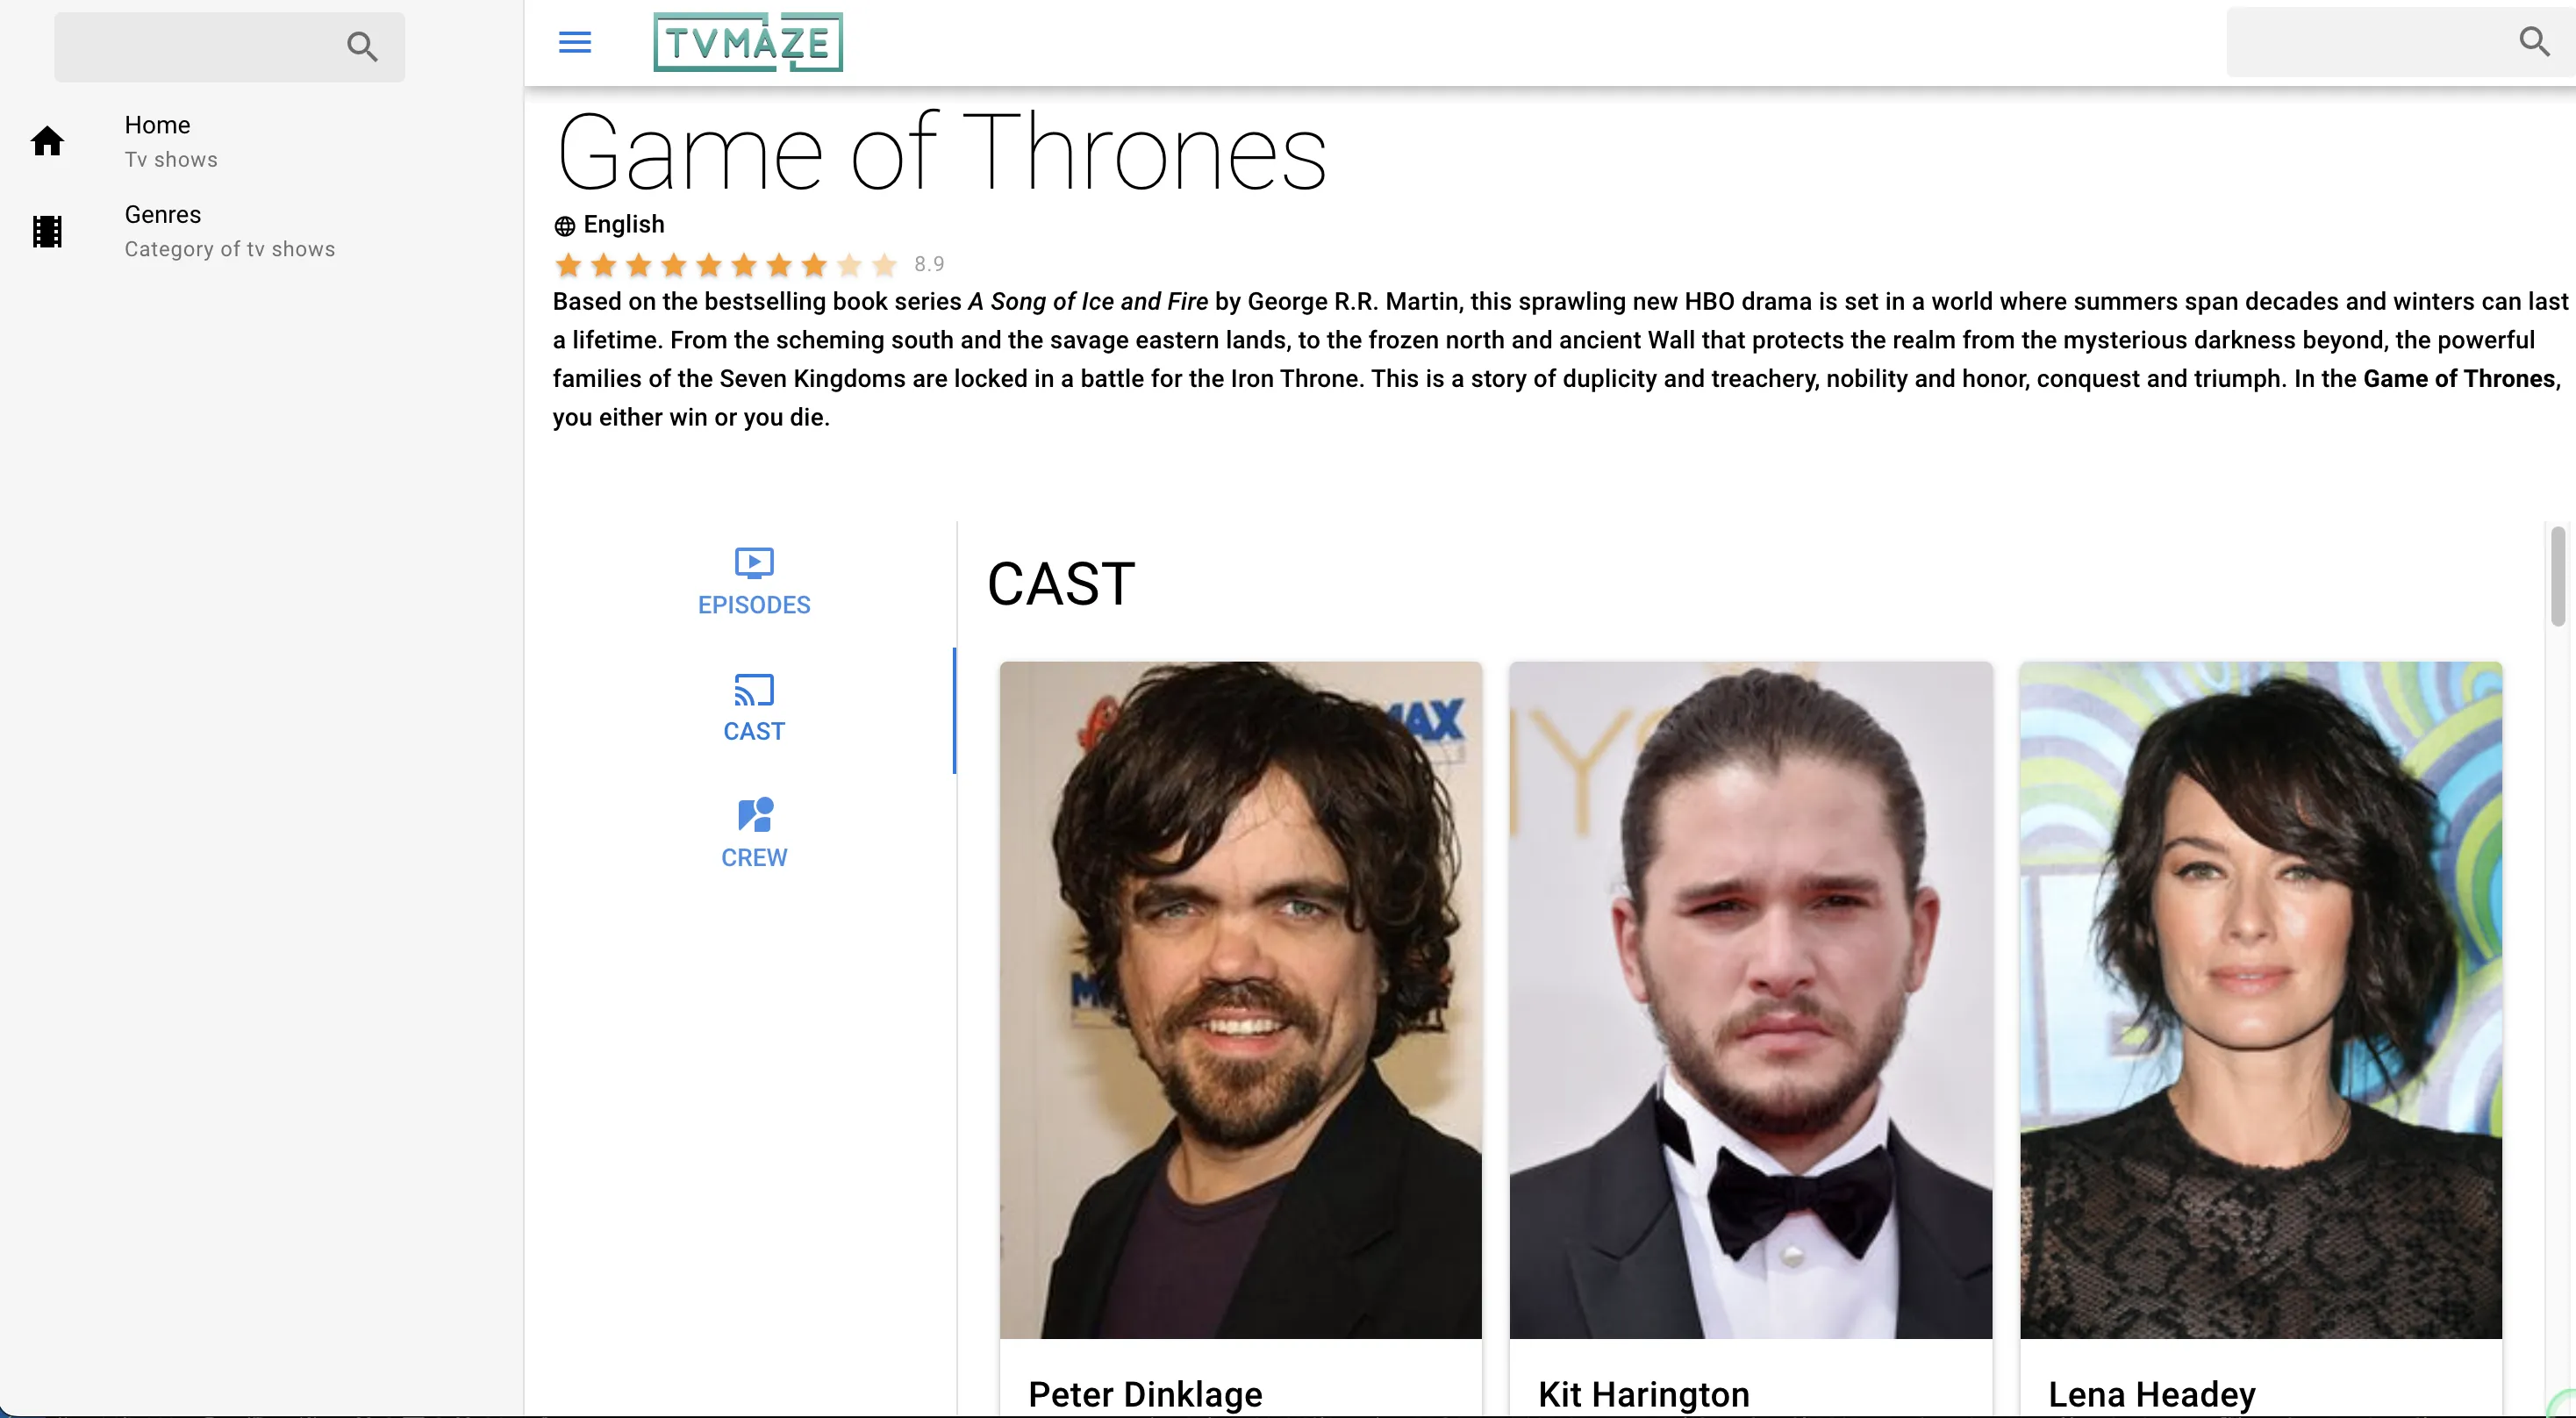 TVMAZE
Home
Tv shows
Genres
Category of tv shows
Game of Thrones
English
8.9
Based on the bestselling book series A Song of Ice and Fire by George R.R. Martin, this sprawling new HBO drama is set in a world where summers span decades and winters can last
a lifetime. From the scheming south and the savage eastern lands, to the frozen north and ancient Wall that protects the realm from the mysterious darkness beyond, the powerful
families of the Seven Kingdoms are locked in a battle for the Iron Throne. This is a story of duplicity and treachery, nobility and honor, conquest and triumph. In the Game of Thrones,
you either win or you die.
EPISODES
CAST
CREW
CAST
AX
M
MY
Peter Dinklage
Kit Harington
Lena Headey